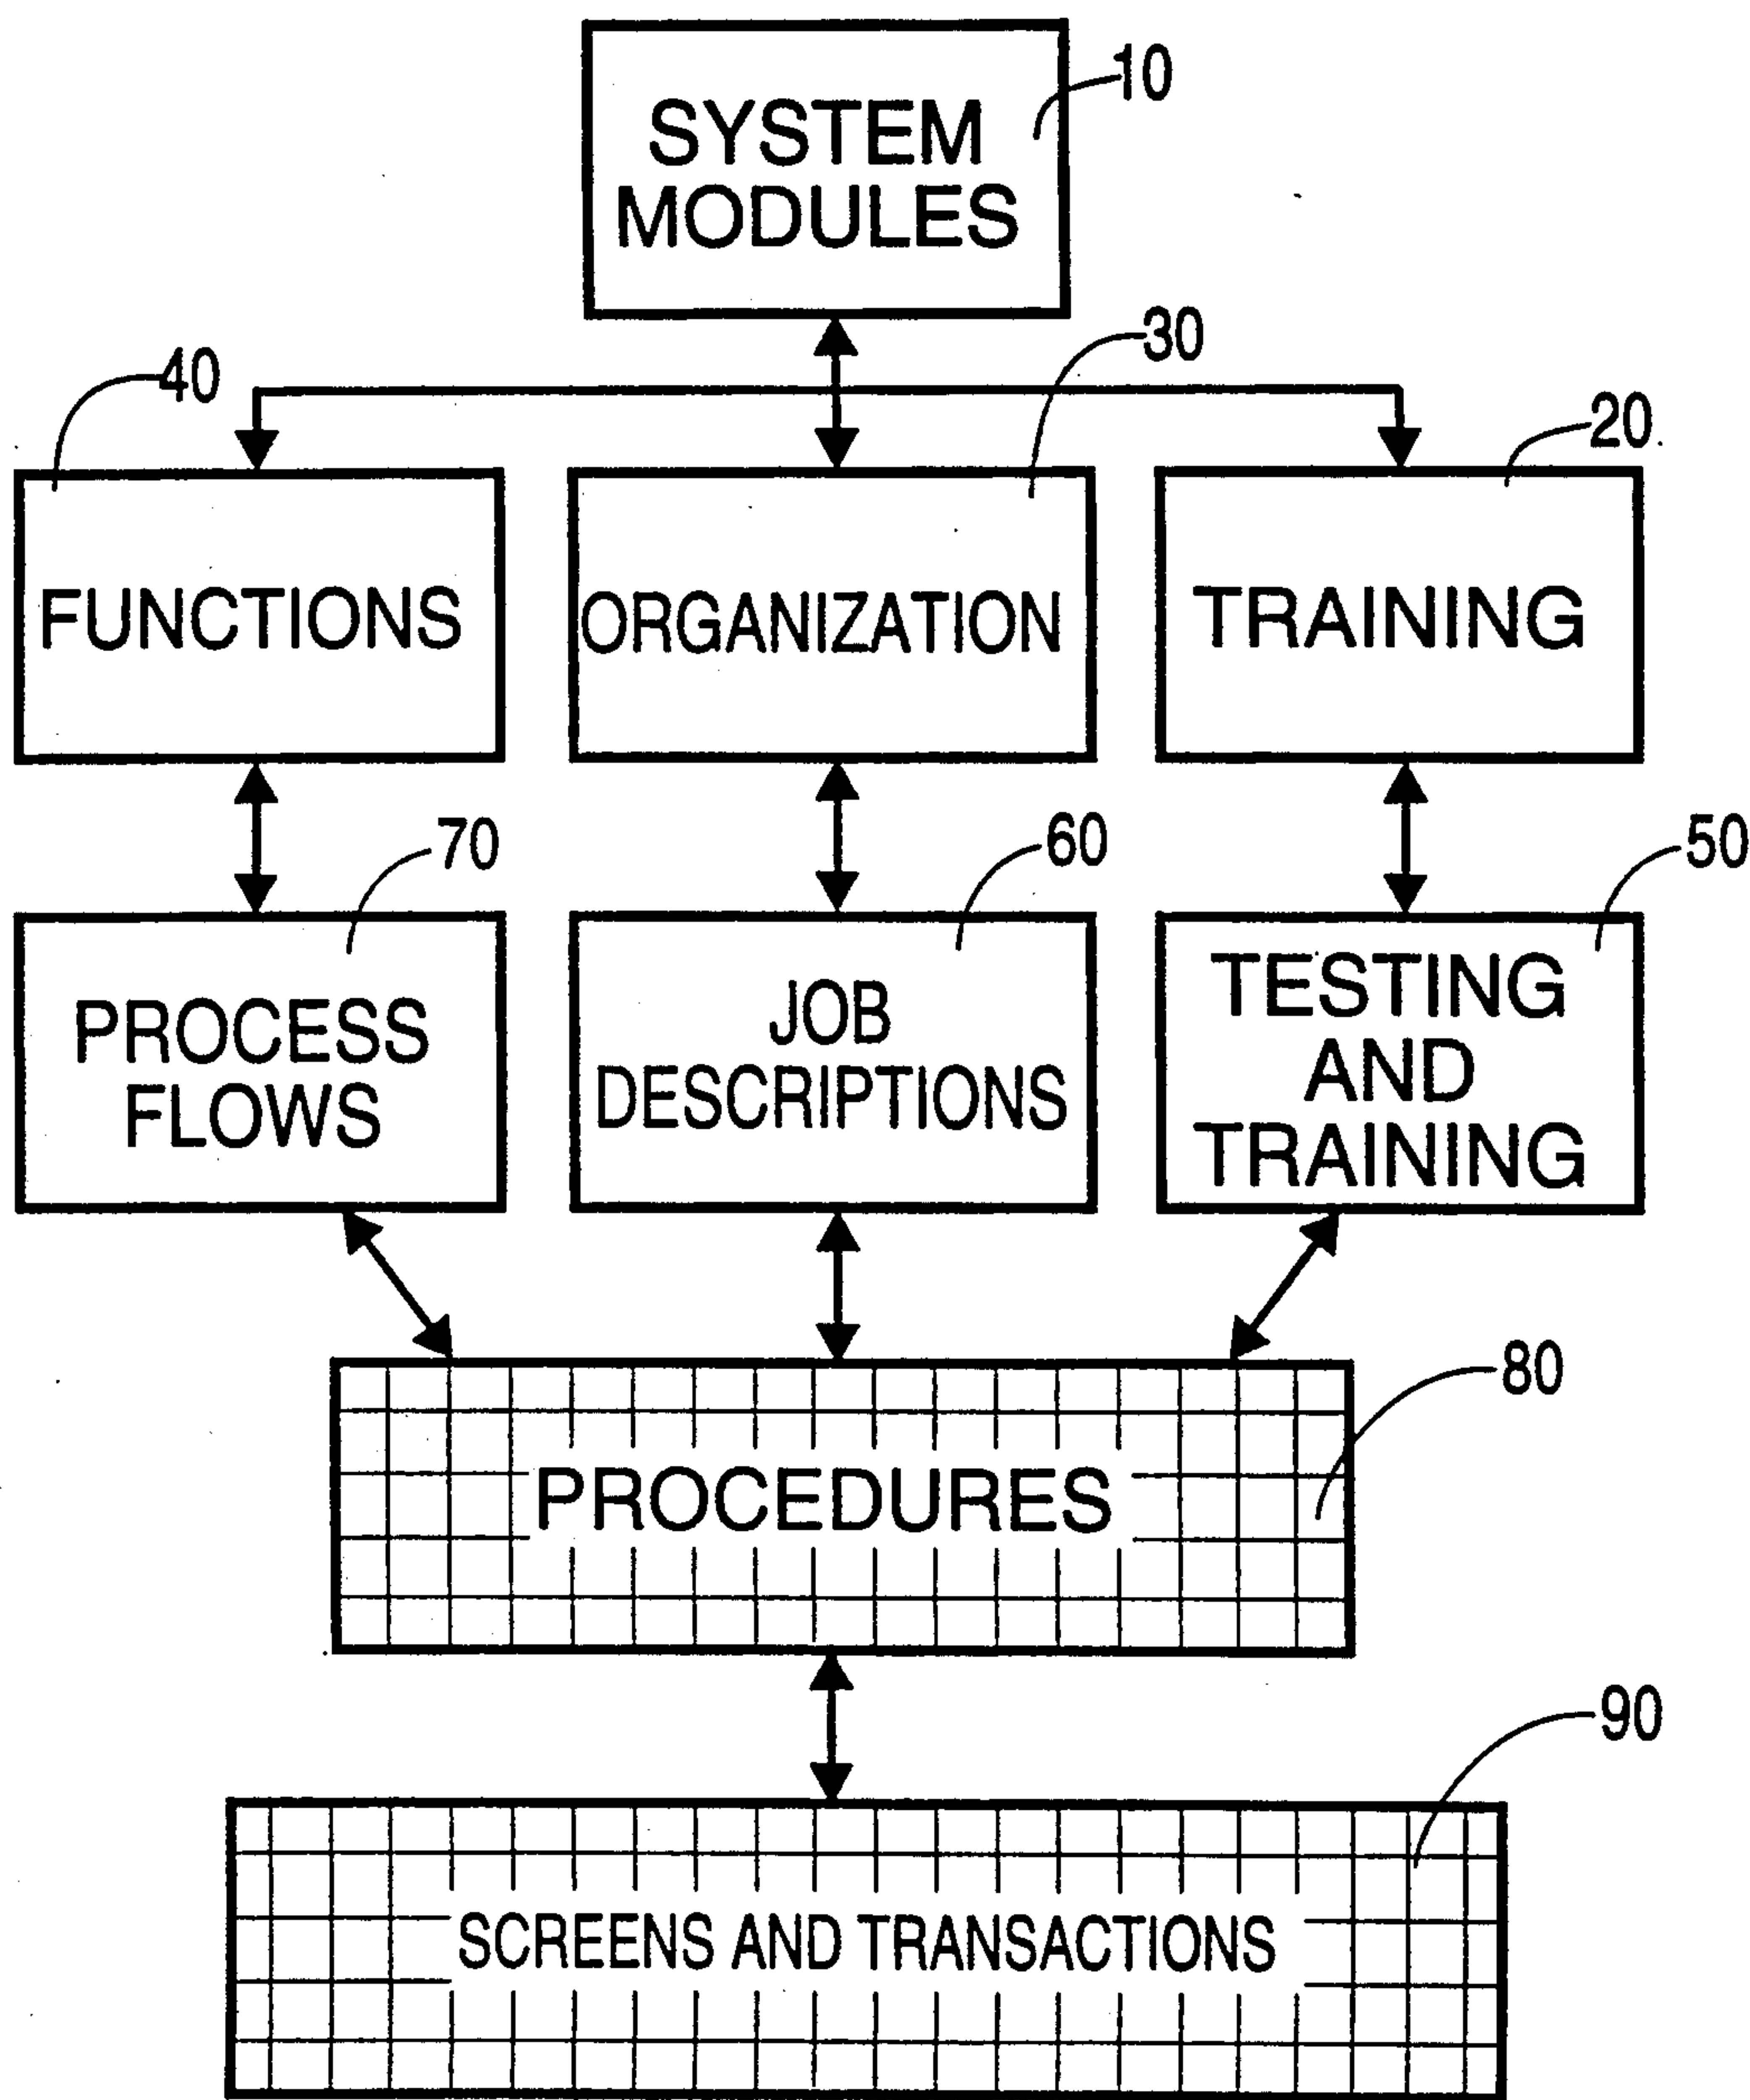 SYSTEM
MODULES
10
30
40
20
FUNCTIONS
ORGANIZATION
TRAINING
70
60
50
PROCESS
FLOWS
JOB
DESCRIPTIONS
TESTING
AND
TRAINING
80
PROCEDURES
90
SCREENS AND TRANSACTIONS